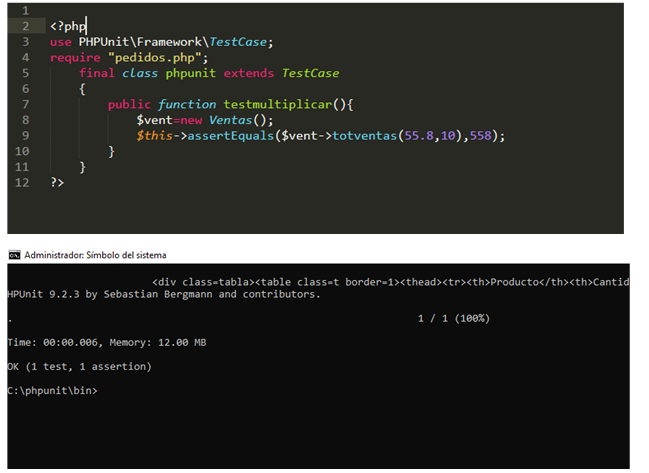 1
2 <?php
3 use PHPUnit\Framework\TestCase;
4 require "pedidos.php";
5 final class phpunit extends TestCase
6 {
7 public function testmultiplicar(){
8 $vent=new Ventas();
9 $this->assertEquals($vent->totventas(55.8,10),558);
10 }
11 }
12 ?>
Administrador: Símbolo del sistema
<div class=tabla><table class=t border=1><thead><tr><th>Producto</th><th>Cantid
HPUnit 9.2.3 by Sebastian Bergmann and contributors.
. 1 / 1 (100%)
Time: 00:00.006, Memory: 12.00 MB
OK (1 test, 1 assertion)
C:\phpunit\bin>